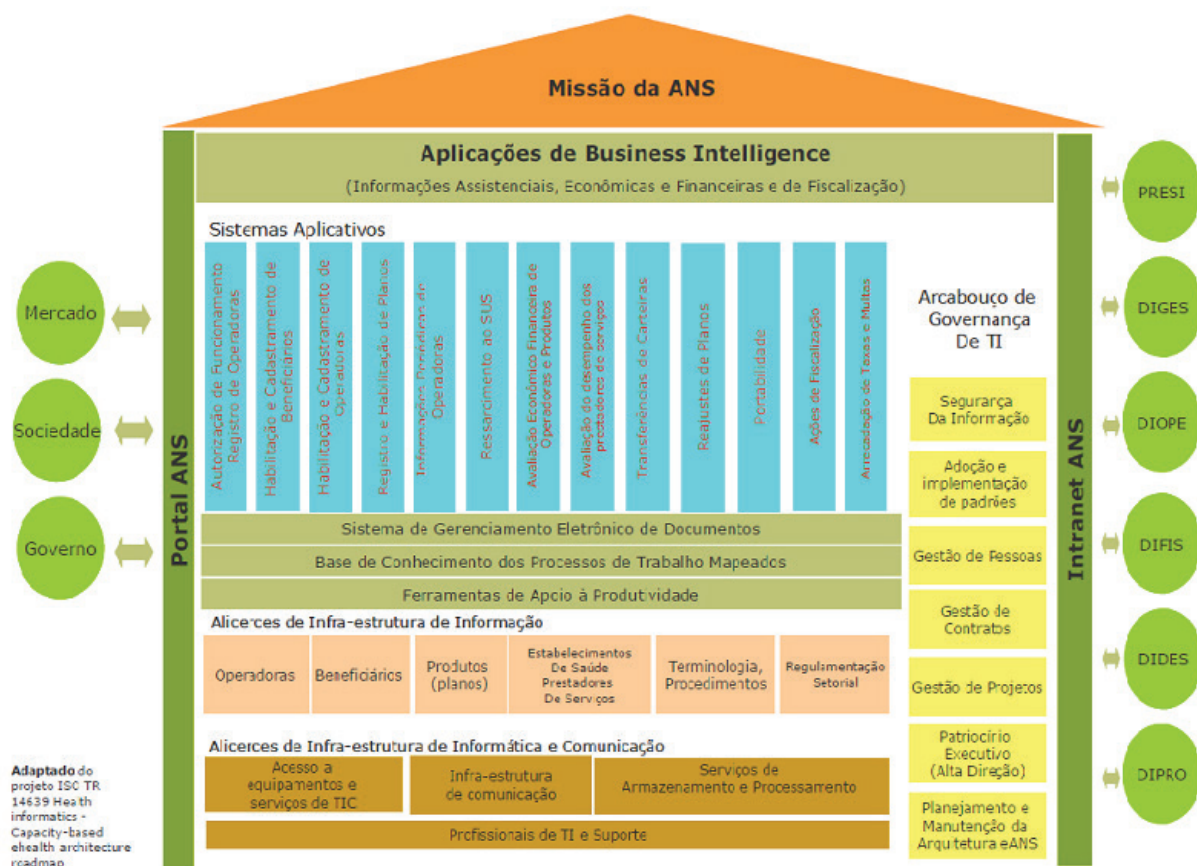 Missão da ANS
Aplicações de Business Intelligence
(Informações Assistenciais, Econômicas e Financeiras e de Fiscalização)
Sistemas Aplicativos
Autorização de Funcionamento
Registro de Operadoras
Habilitação e Cadastramento de
Beneficiários
Habilitação e Cadastramento de
Operadoras
Registro e Habilitação de Planos
Informações Periódicas de
Operadoras
Ressarcimento ao SUS
Avaliação Econômico Financeira de
Operadoras e Produtos
Avaliação do desempenho dos
prestadores de serviços
Transferências de Carteiras
Reajustes de Planos
Portabilidade
Ações de Fiscalização
Arrecadação de Taxas e Multas
Sistema de Gerenciamento Eletrônico de Documentos
Base de Conhecimento dos Processos de Trabalho Mapeados
Ferramentas de Apoio à Produtividade
Alicerces de Infra-estrutura de Informação
Operadoras
Beneficiários
Produtos
(planos)
Estabelecimentos
De Saúde
Prestadores
De Serviços
Terminologia,
Procedimentos
Regulamentação
Setorial
Alicerces de Infra-estrutura de Informática e Comunicação
Acesso a
equipamentos e
serviços de TIC
Infra-estrutura
de comunicação
Serviços de
Armazenamento e Processamento
Profissionais de TI e Suporte
Arcabouço de
Governança
De TI
Segurança
Da Informação
Adoção e
implementação
de padrões
Gestão de Pessoas
Gestão de
Contratos
Gestão de Projetos
Patriocírio
Executivo
(Alta Direção)
Planejamento e
Manutenção da
Arquitetura eANS
Portal ANS
Intranet ANS
Mercado
Sociedade
Governo
PRESI
DIGES
DIOPE
DIFIS
DIDES
DIPRO
Adaptado do
projeto ISO TR
14639 Health
informatics -
Capacity-based
ehealth architecture
roadmap